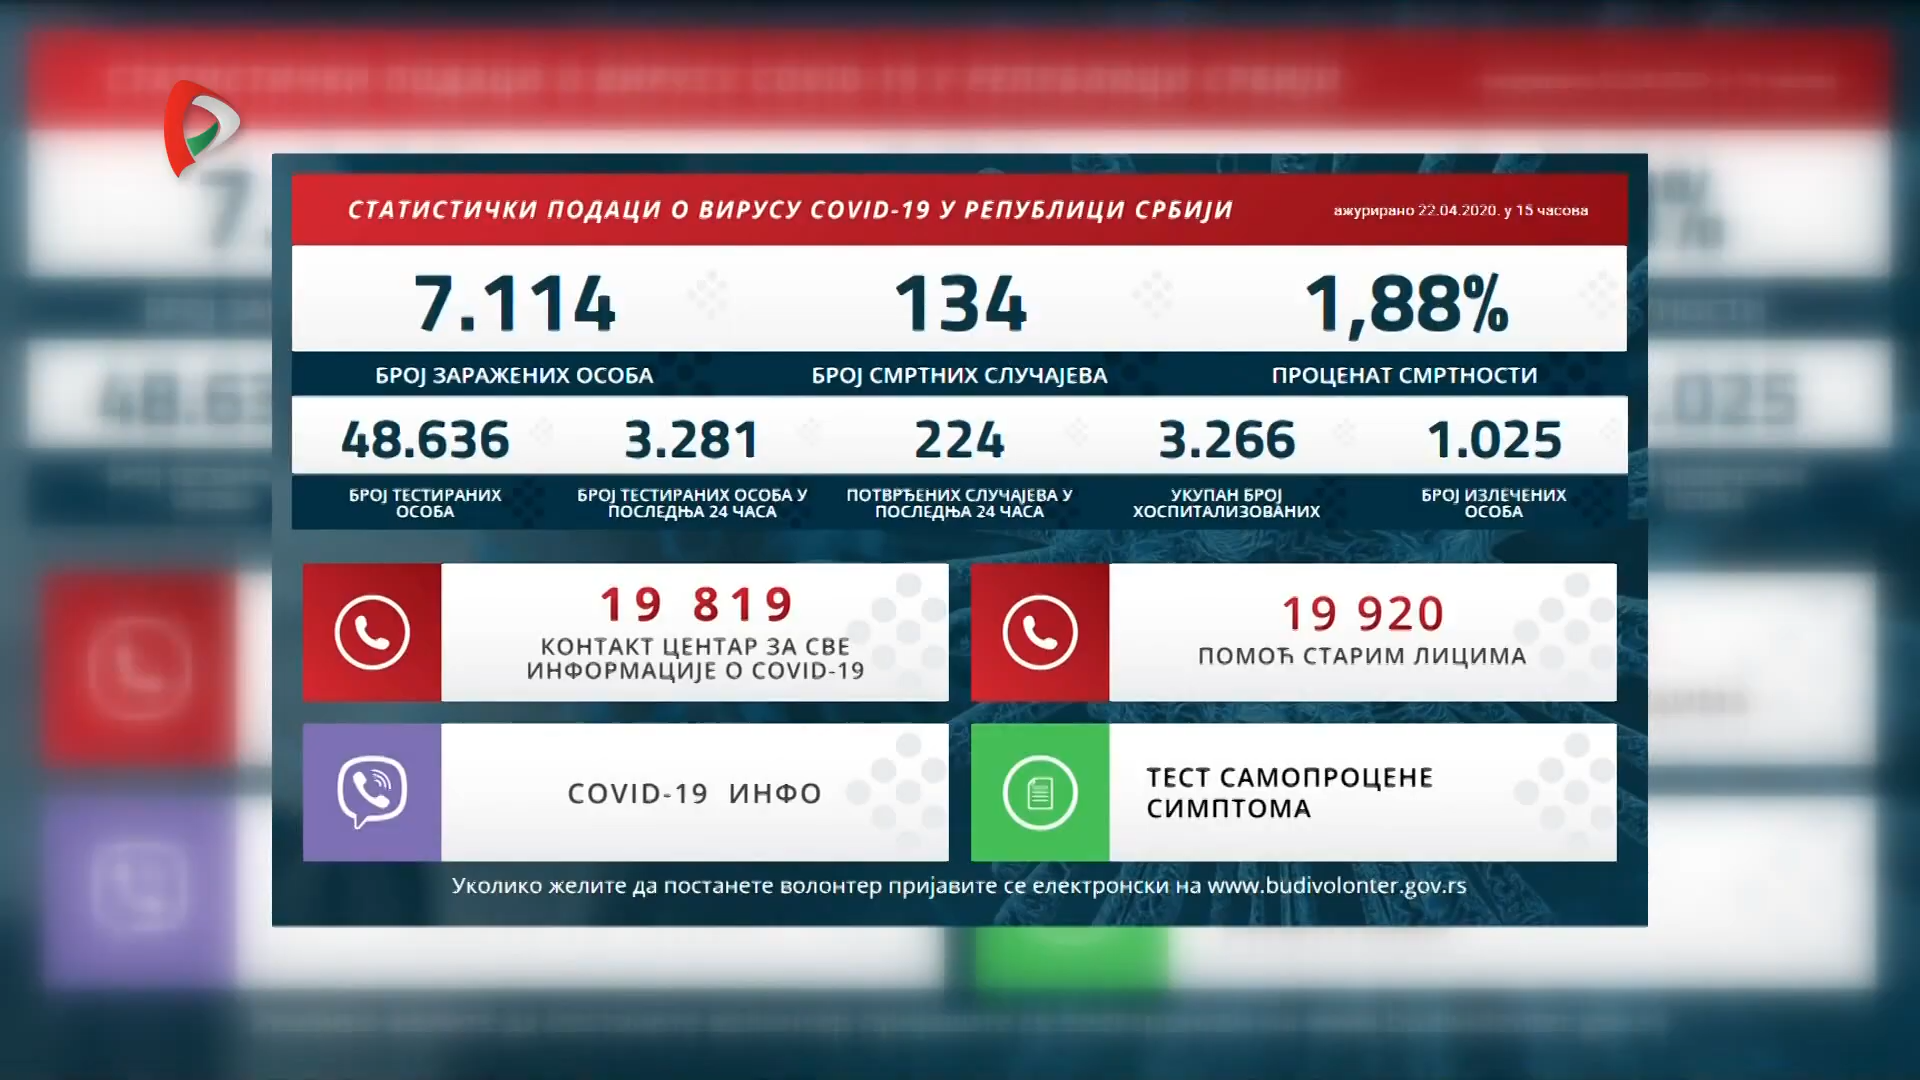 СТАТИСТИЧКИ ПОДАЦИ О ВИРУСУ COVID-19 У РЕПУБЛИЦИ СРБИЈИ
ажурирано 22.04.2020. у 15 часова
7.114
134
1,88%
БРОЈ ЗАРАЖЕНИХ ОСОБА
БРОЈ СМРТНИХ СЛУЧАЈЕВА
ПРОЦЕНАТ СМРТНОСТИ
48.636
3.281
224
3.266
1.025
БРОЈ ТЕСТИРАНИХ
ОСОБА
БРОЈ ТЕСТИРАНИХ ОСОБА У
ПОСЛЕДЊА 24 ЧАСА
ПОТВРЂЕНИХ СЛУЧАЈЕВА У
ПОСЛЕДЊА 24 ЧАСА
УКУПАН БРОЈ
ХОСПИТАЛИЗОВАНИХ
БРОЈ ИЗЛЕЧЕНИХ
ОСОБА
19 819
КОНТАКТ ЦЕНТАР ЗА СВЕ
ИНФОРМАЦИЈЕ О COVID-19
19 920
ПОМОЋ СТАРИМ ЛИЦИМА
COVID-19 ИНФО
ТЕСТ САМОПРОЦЕНЕ
СИМПТОМА
Уколико желите да постанете волонтер пријавите се електронски на www.budivolonter.gov.rs